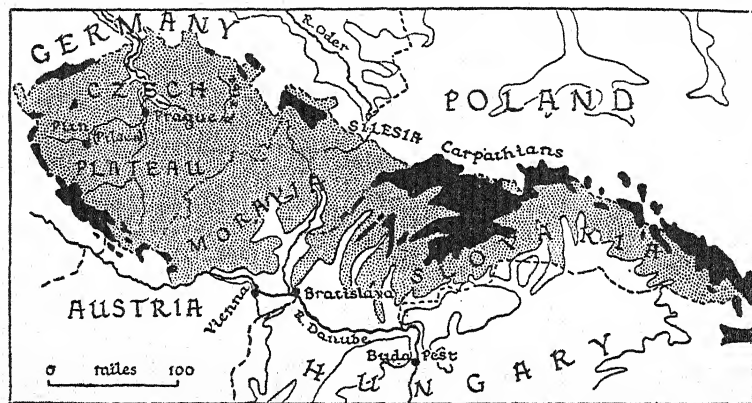 GERMANY
R. Oder
CZECH
POLAND
Prague
Plzn
SILESIA
PLATEAU
Carpathians
MORAVIA
SLOVAKIA
AUSTRIA
Vienna
Bratislava
R. Danube
Buda Pest
HUNGARY
0 miles 100